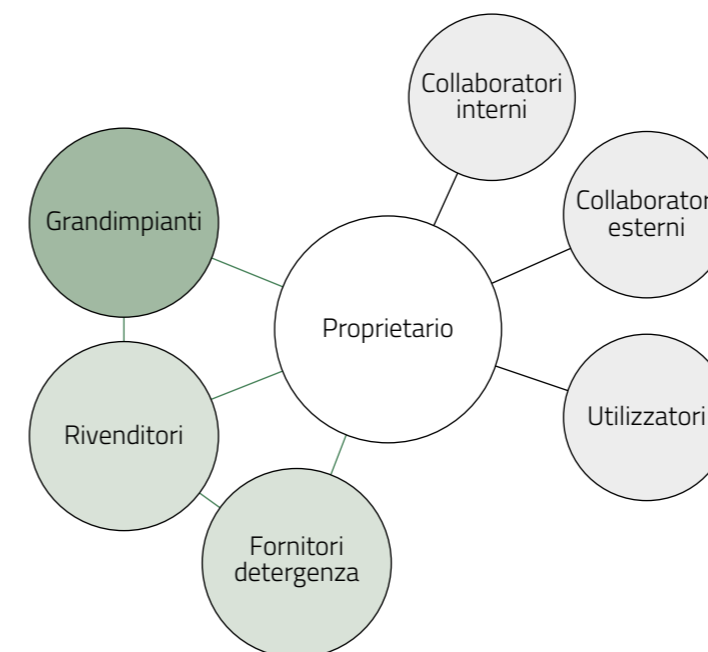 Collaboratori
interni
Collaborator
esterni
Grandimpianti
Proprietario
Utilizzatori
Rivenditori
Fornitori
detergenza